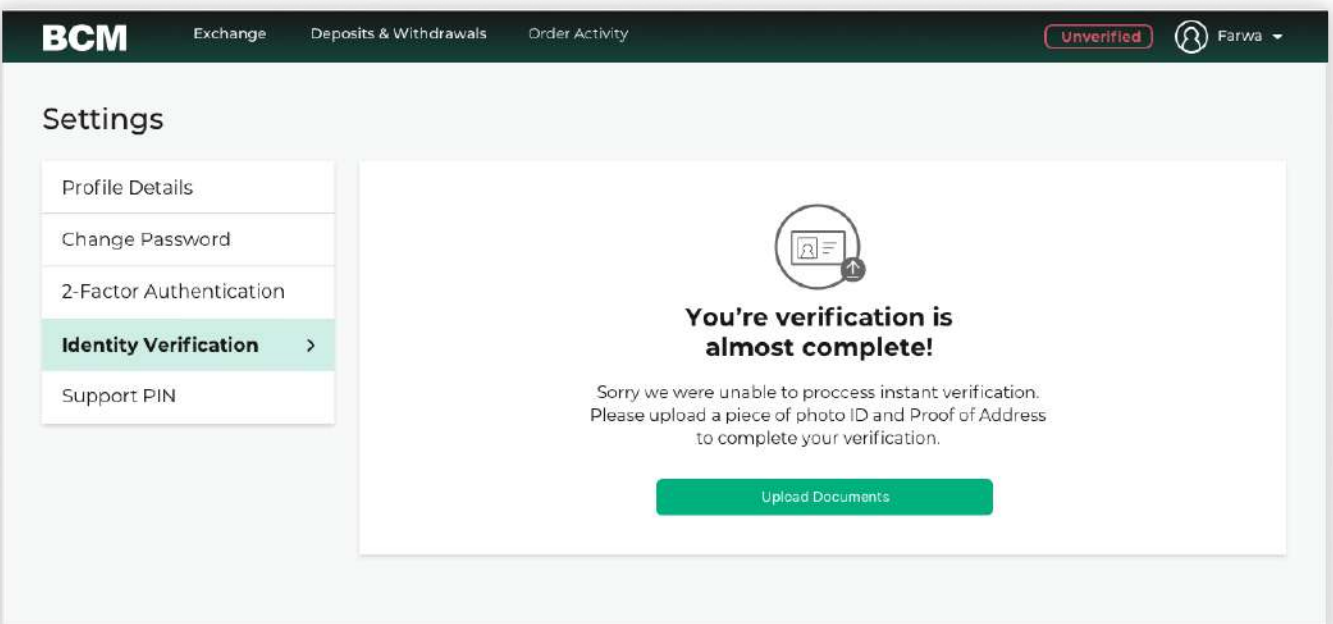 BCM
Exchange
Deposits & Withdrawals
Order Activity
Unverified
Farwa
Settings
Profile Details
Change Password
2-Factor Authentication
Identity Verification
Support PIN
You're verification is
almost complete!
Sorry we were unable to proccess instant verification.
Please upload a piece of photo ID and Proof of Address
to complete your verification.
Upload Documents